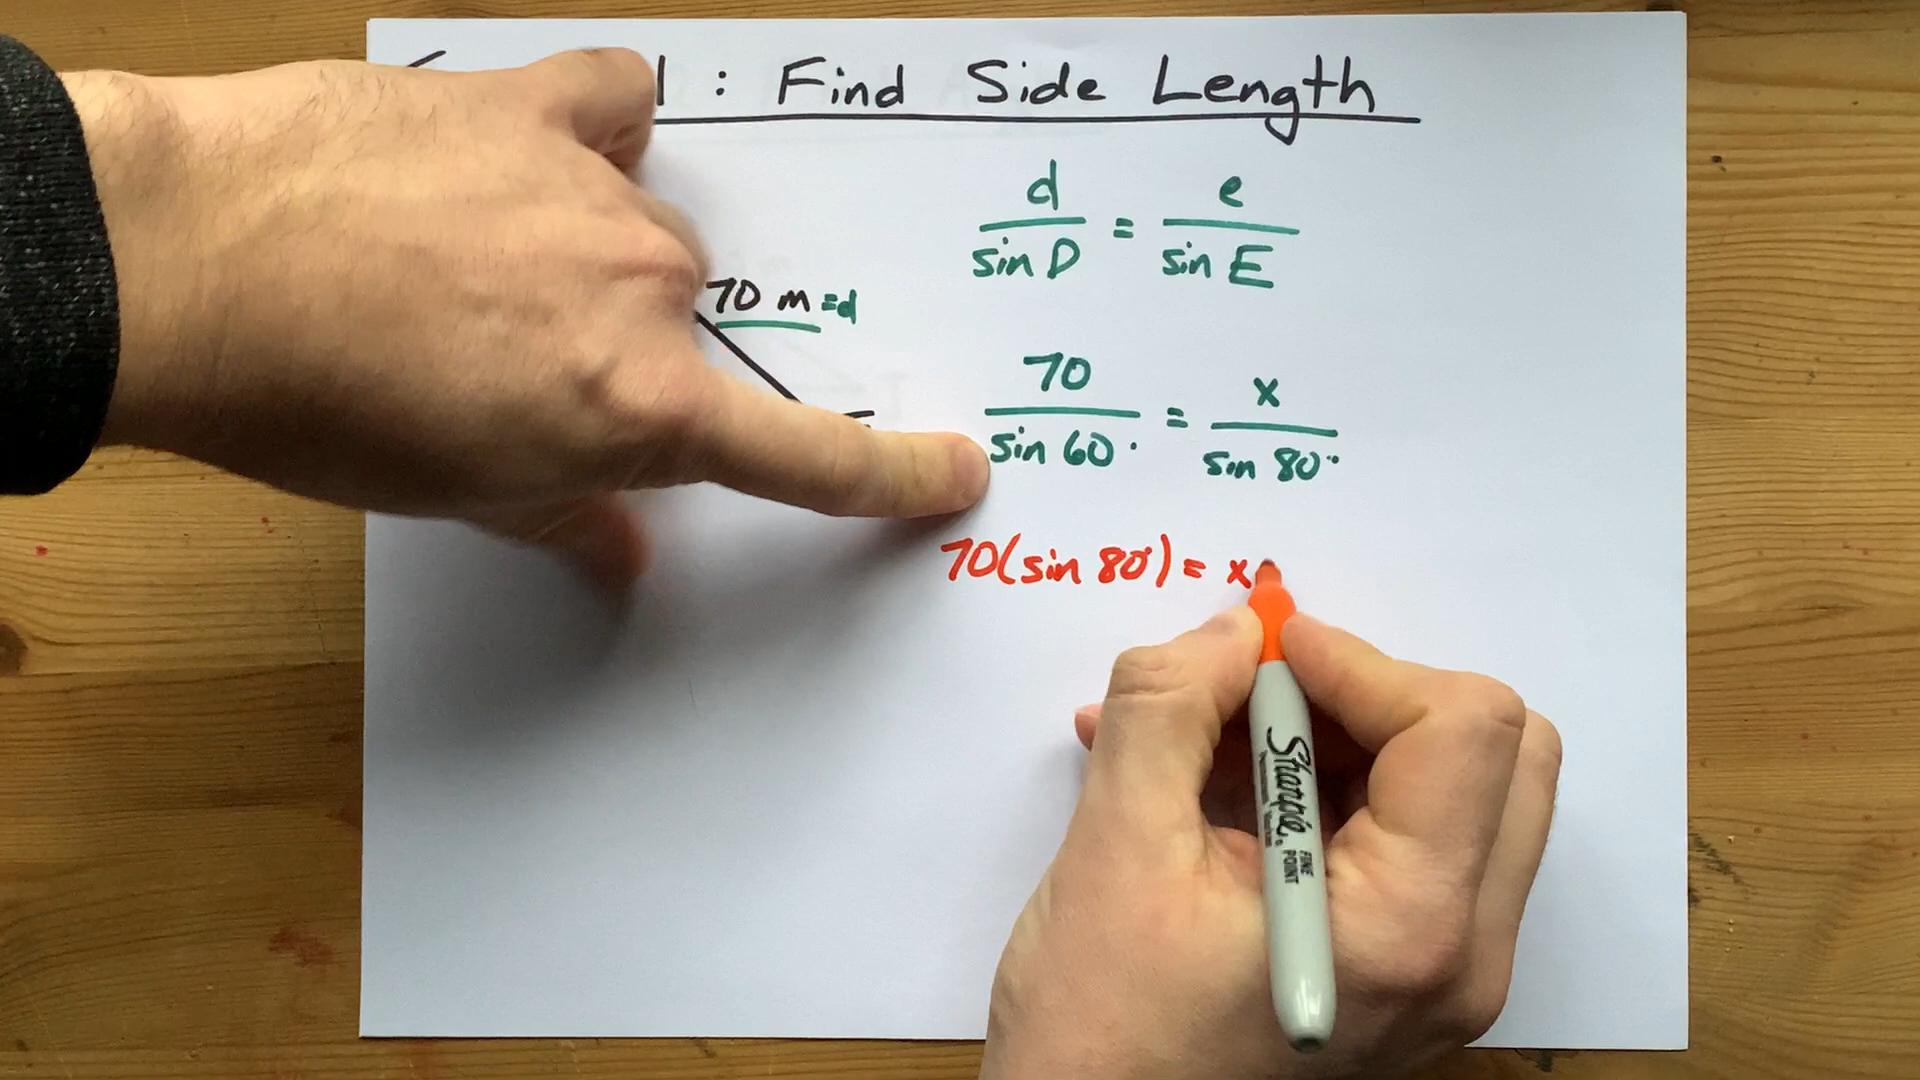 : Find Side Length
d / sin D = e / sin E
70 m = d
70 / sin 60° = x / sin 80°
70(sin 80°) = x
Sharpie
FINE POINT